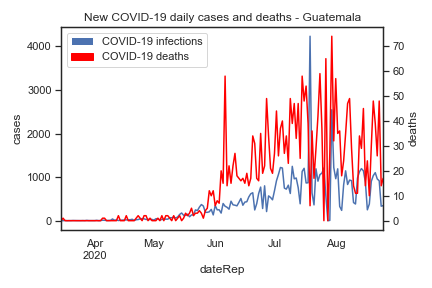 New COVID-19 daily cases and deaths - Guatemala
COVID-19 infections
COVID-19 deaths
4000
3000
2000
1000
0
cases
70
60
50
40
30
20
10
0
deaths
Apr
2020
May
Jun
Jul
Aug
dateRep